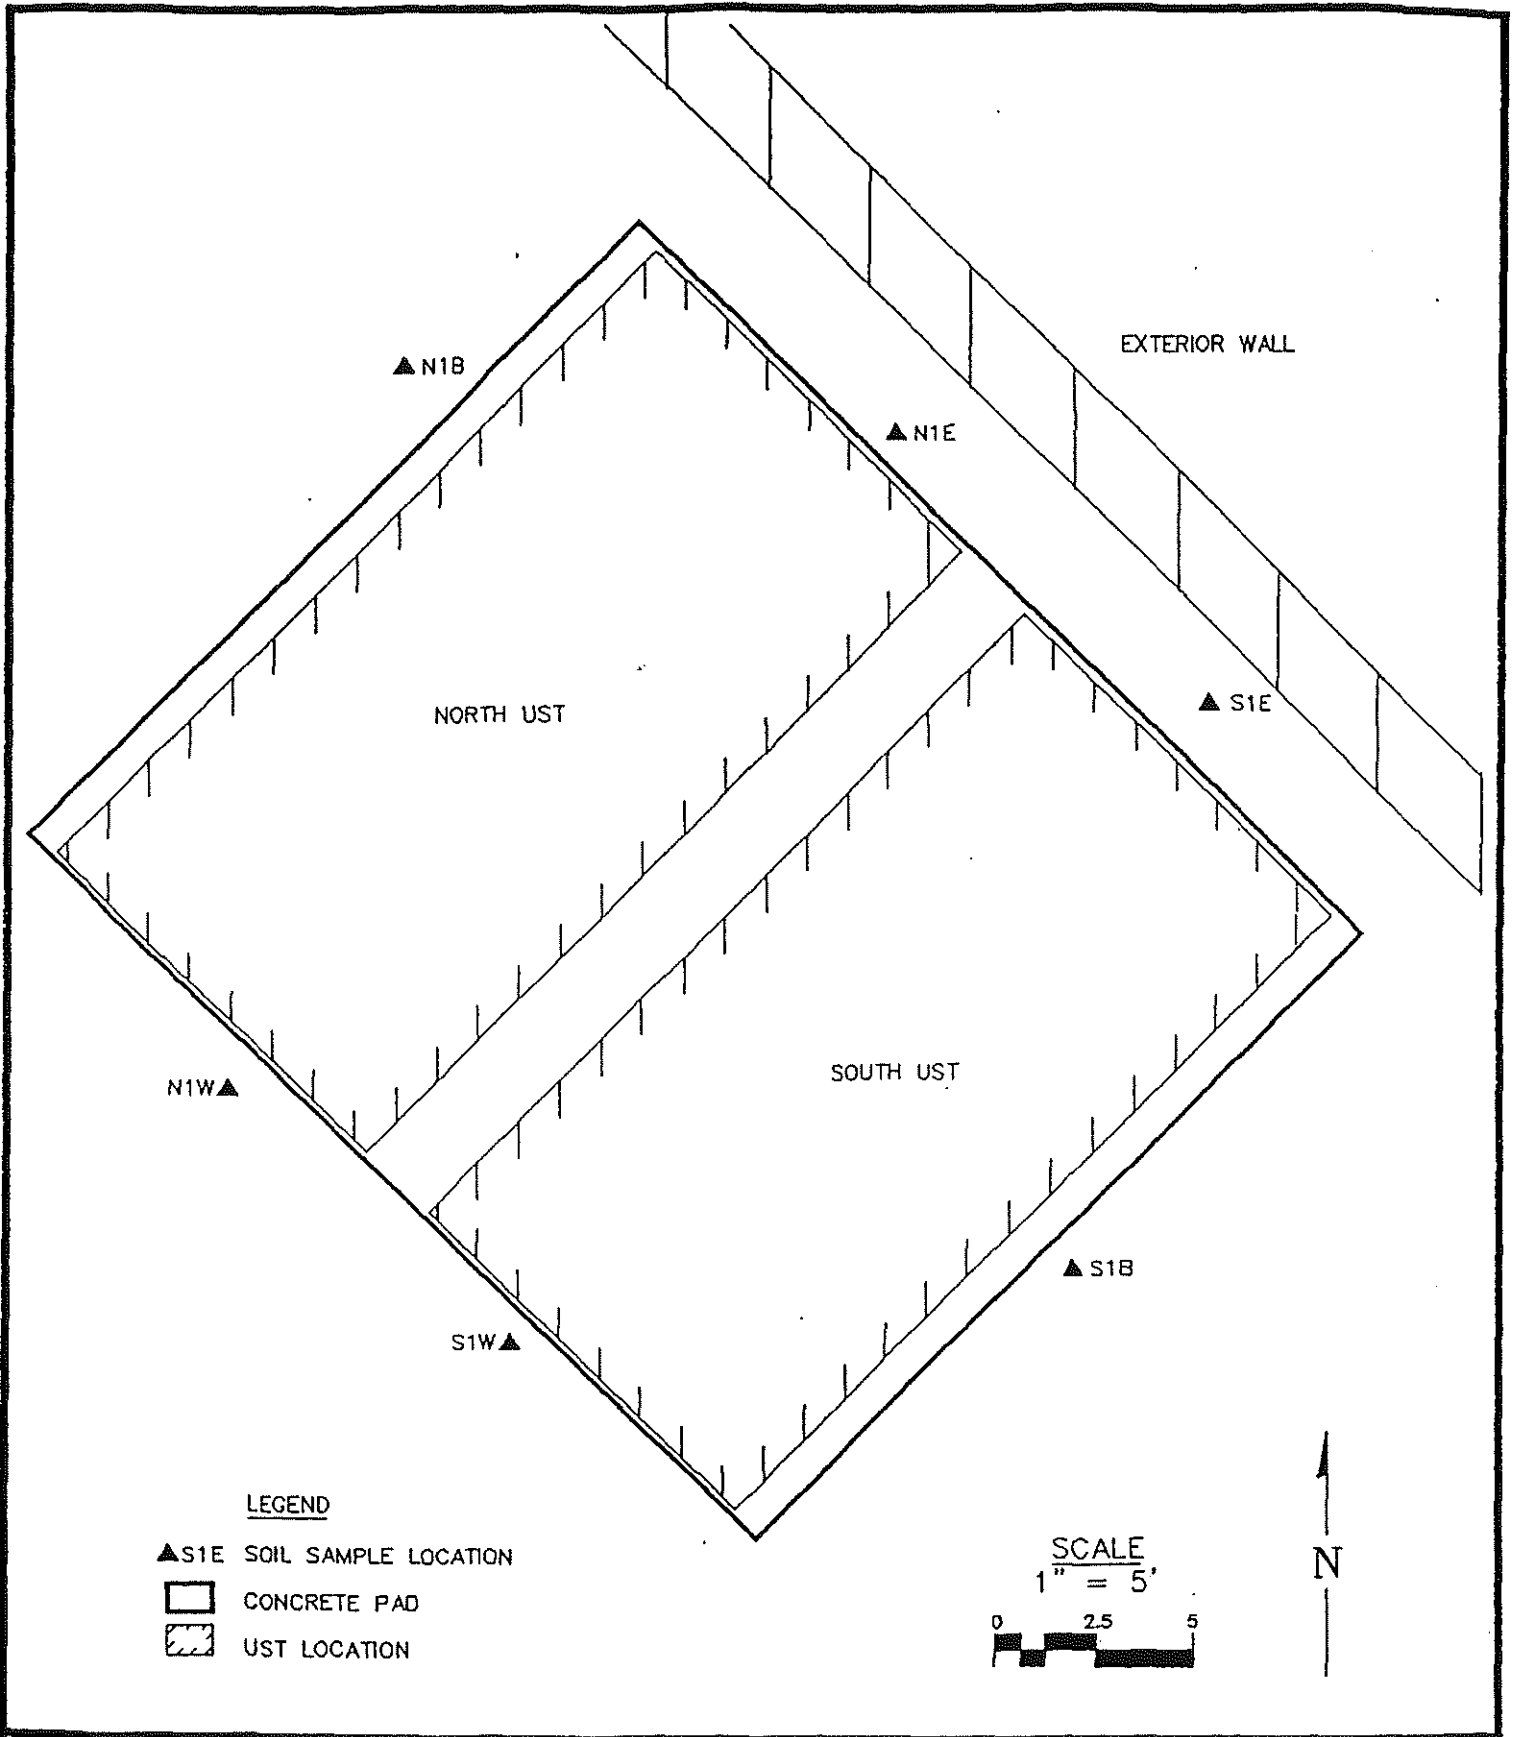 EXTERIOR WALL
▲N1B
▲N1E
▲S1E
NORTH UST
SOUTH UST
N1W▲
▲S1B
S1W▲
LEGEND
▲S1E SOIL SAMPLE LOCATION
CONCRETE PAD
UST LOCATION
SCALE
1" = 5'
0 2.5 5
N